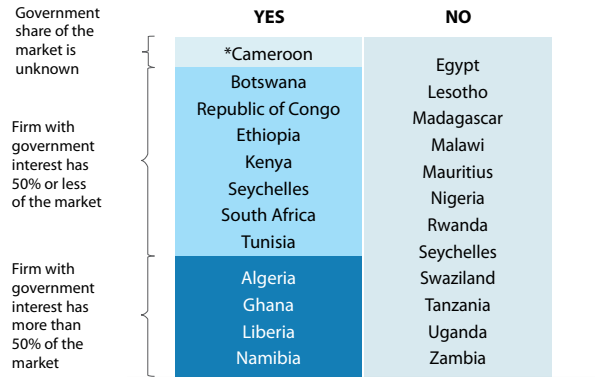 Government
share of the
market is
unknown
YES
NO
*Cameroon
Firm with
government
interest has
50% or less
of the market
Botswana
Republic of Congo
Ethiopia
Kenya
Seychelles
South Africa
Tunisia
Firm with
government
interest has
more than
50% of the
market
Algeria
Ghana
Liberia
Namibia
Egypt
Lesotho
Madagascar
Malawi
Mauritius
Nigeria
Rwanda
Seychelles
Swaziland
Tanzania
Uganda
Zambia